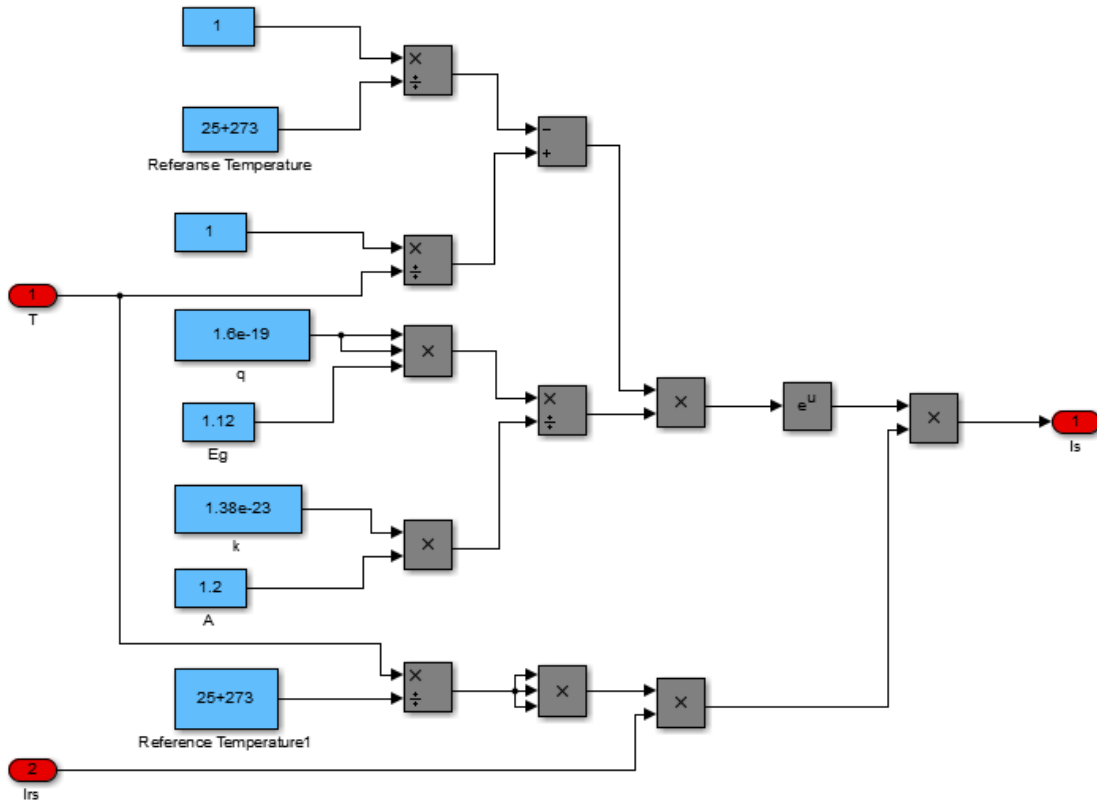 1
×
÷
25+273
Referanse Temperature
−
+
1
×
÷
1
T
1.6e-19
q
×
1.12
Eg
×
÷
×
e^u
×
1
Is
1.38e-23
k
×
1.2
A
25+273
Reference Temperature1
×
÷
×
×
2
Irs